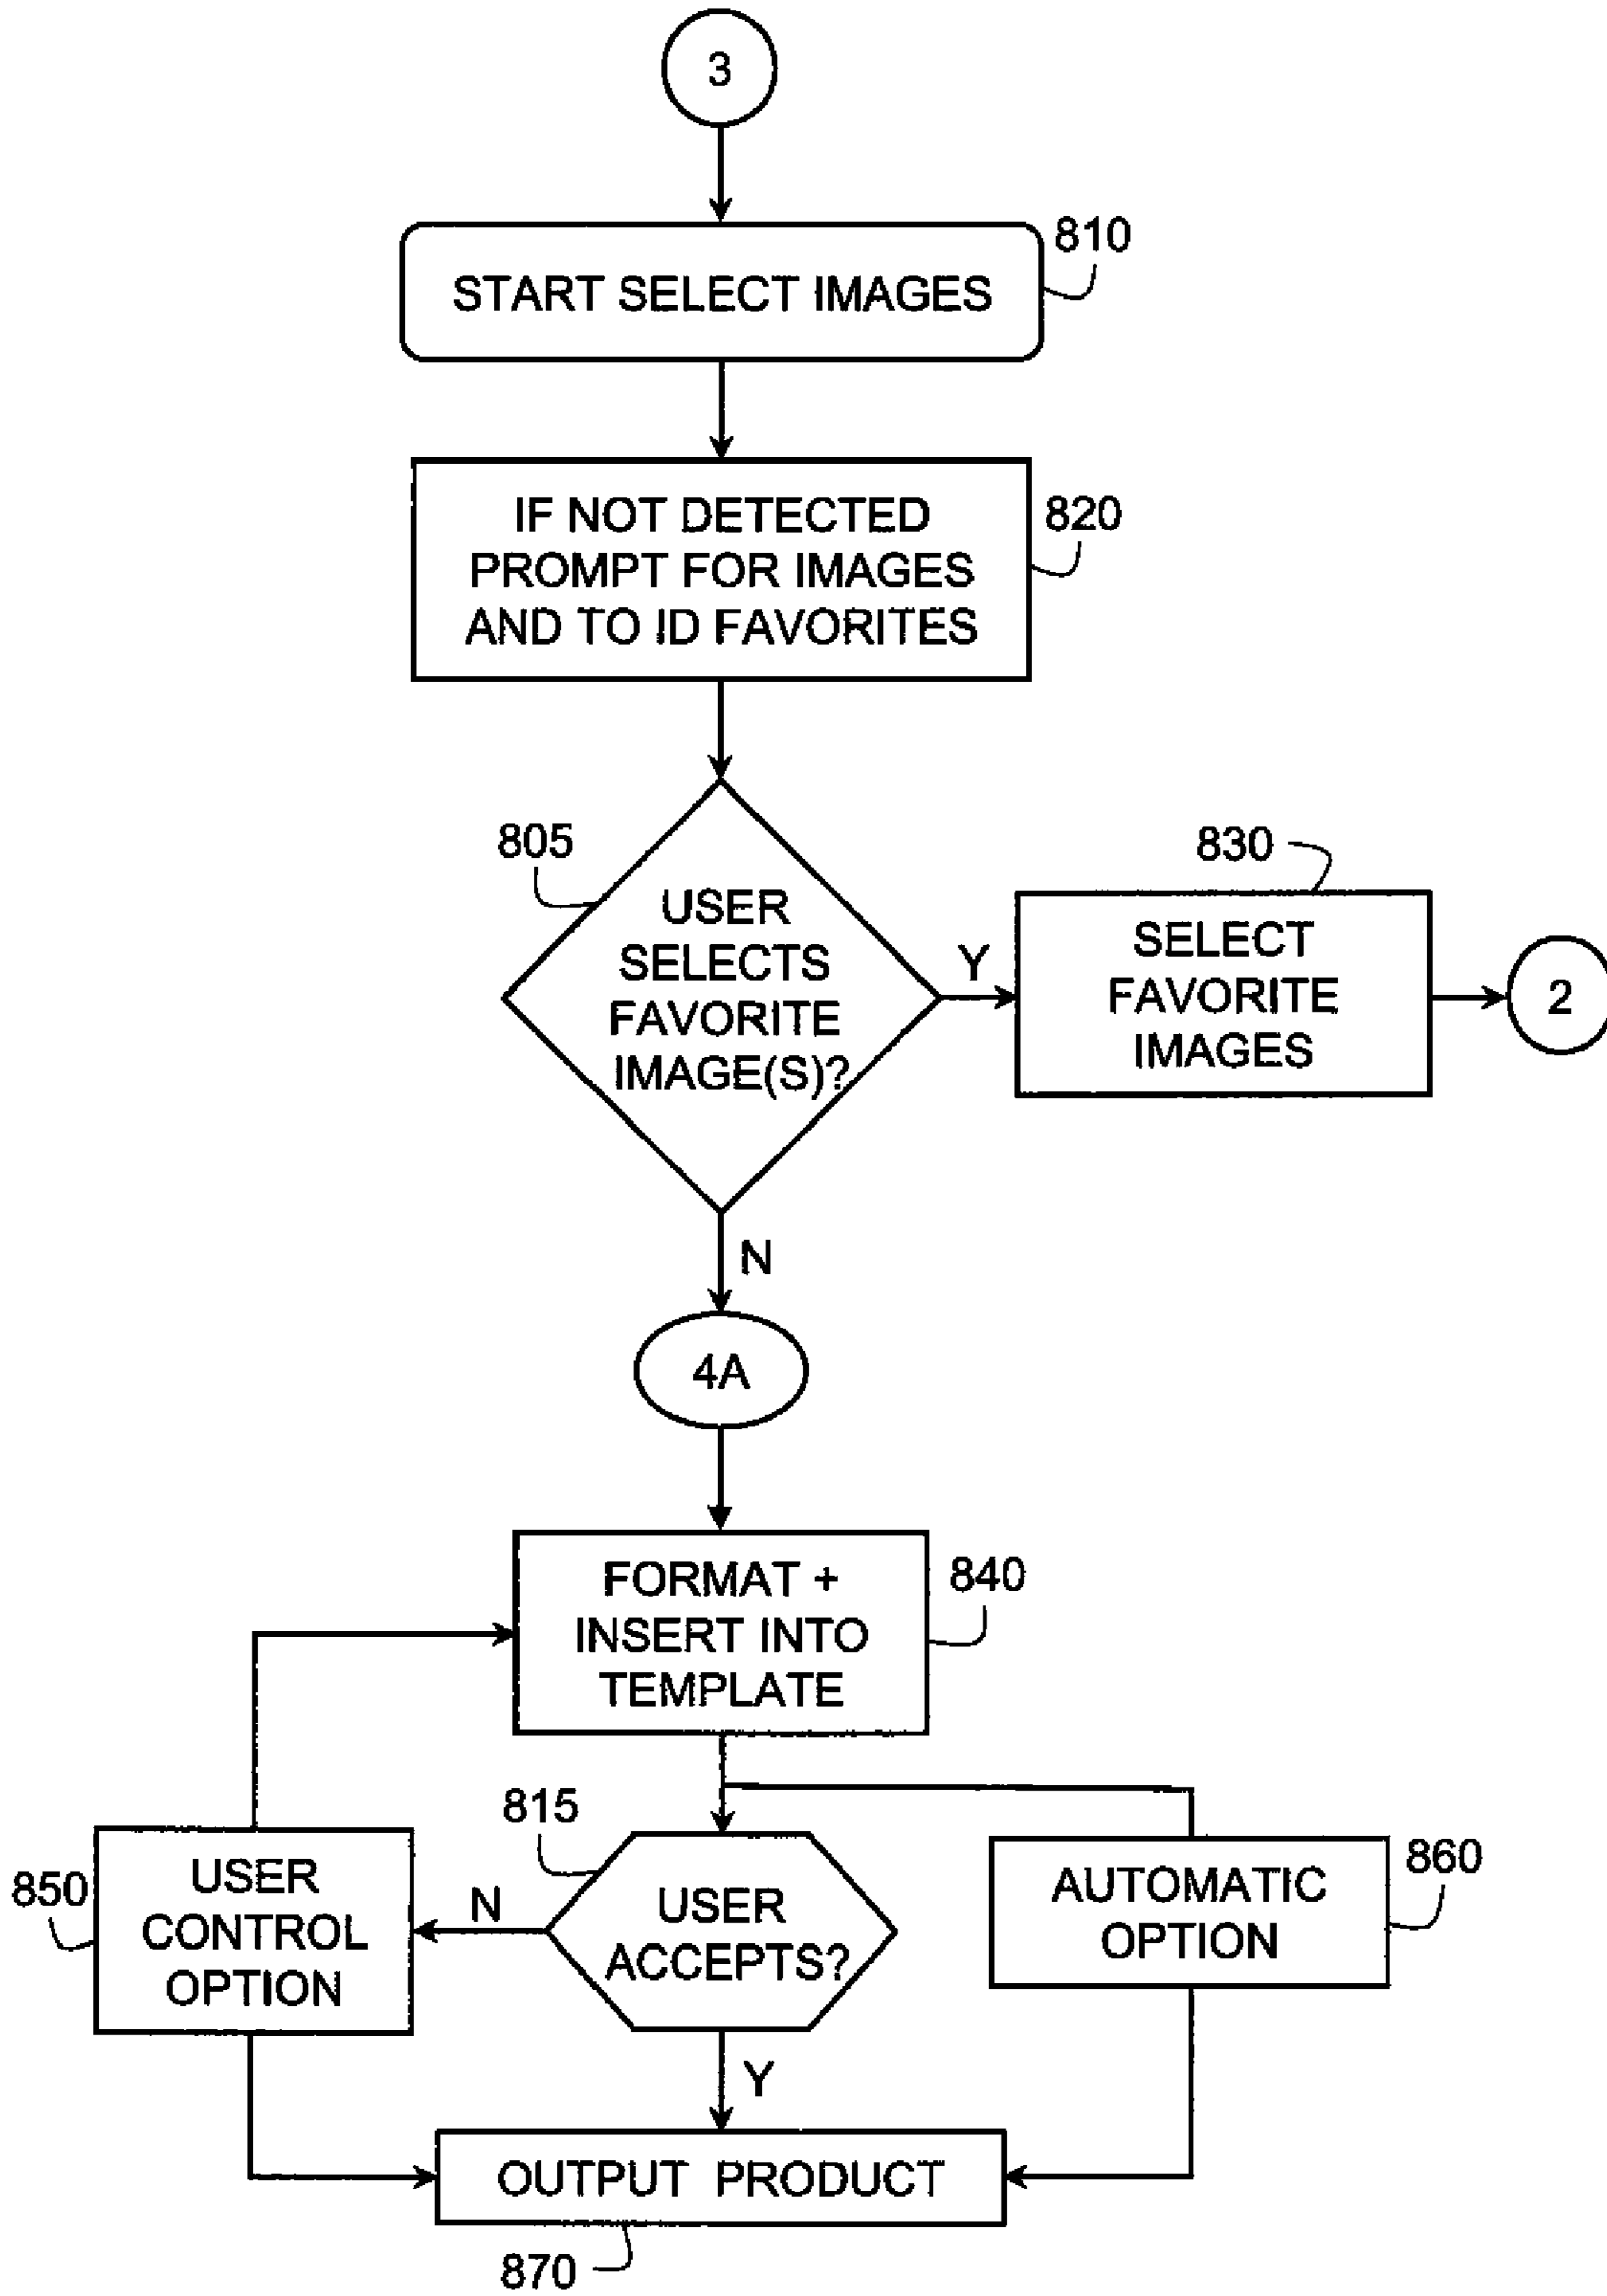 3
810
START SELECT IMAGES
820
IF NOT DETECTED
PROMPT FOR IMAGES
AND TO ID FAVORITES
805
USER
SELECTS
FAVORITE
IMAGE(S)?
Y
830
SELECT
FAVORITE
IMAGES
2
N
4A
840
FORMAT +
INSERT INTO
TEMPLATE
815
USER
ACCEPTS?
N
850
USER
CONTROL
OPTION
860
AUTOMATIC
OPTION
Y
OUTPUT PRODUCT
870